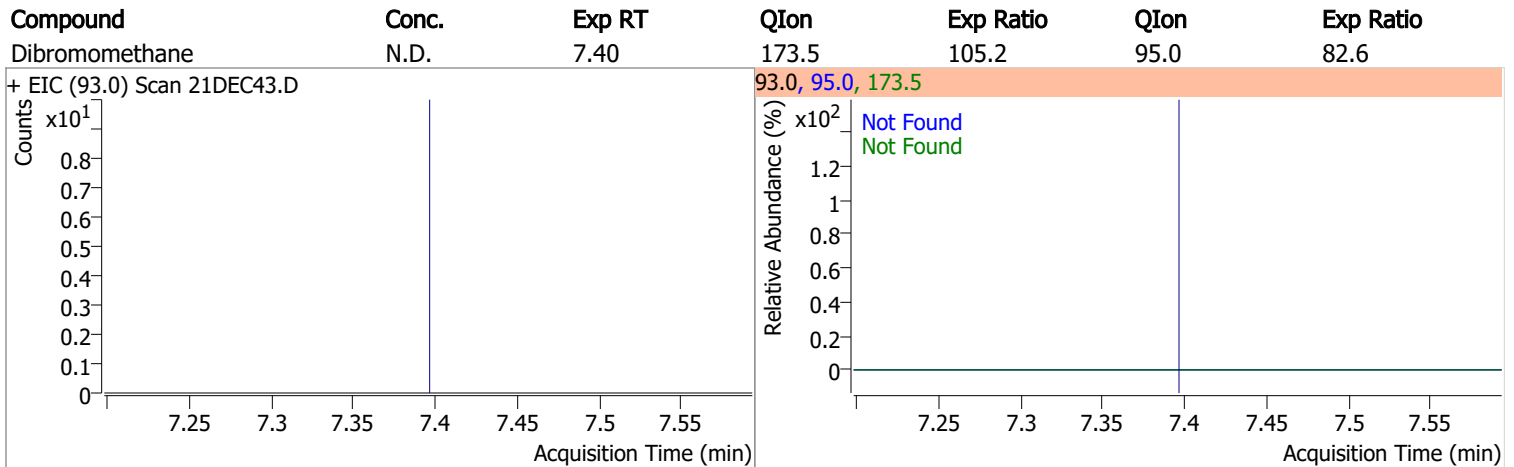 Compound Conc. Exp RT QIon Exp Ratio QIon Exp Ratio
Dibromomethane N.D. 7.40 173.5 105.2 95.0 82.6
+ EIC (93.0) Scan 21DEC43.D
Counts
x10¹
0.8
0.7
0.6
0.5
0.4
0.3
0.2
0.1
0
7.25 7.3 7.35 7.4 7.45 7.5 7.55
Acquisition Time (min)
93.0, 95.0, 173.5
Relative Abundance (%)
x10²
Not Found
Not Found
1.2
1
0.8
0.6
0.4
0.2
0
7.25 7.3 7.35 7.4 7.45 7.5 7.55
Acquisition Time (min)